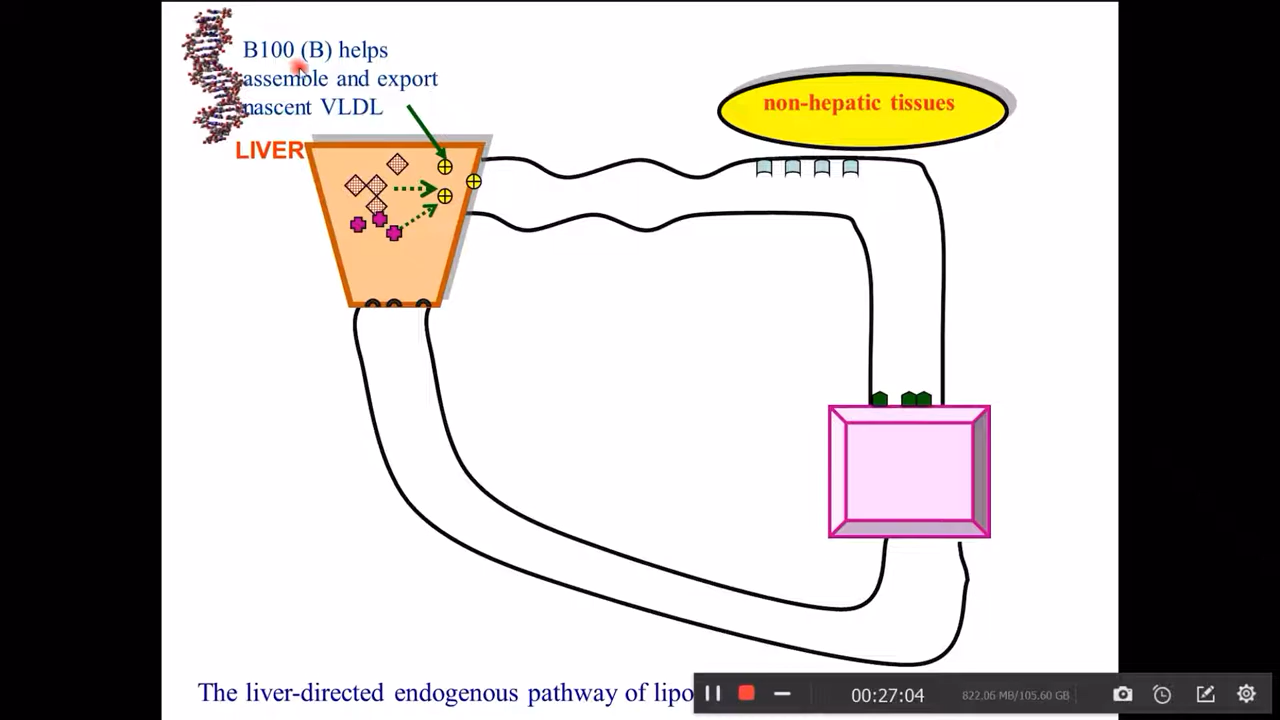 B100 (B) helps
assemble and export
nascent VLDL
LIVER
non-hepatic tissues
The liver-directed endogenous pathway of lipo
00:27:04
822.06 MB/105.60 GB